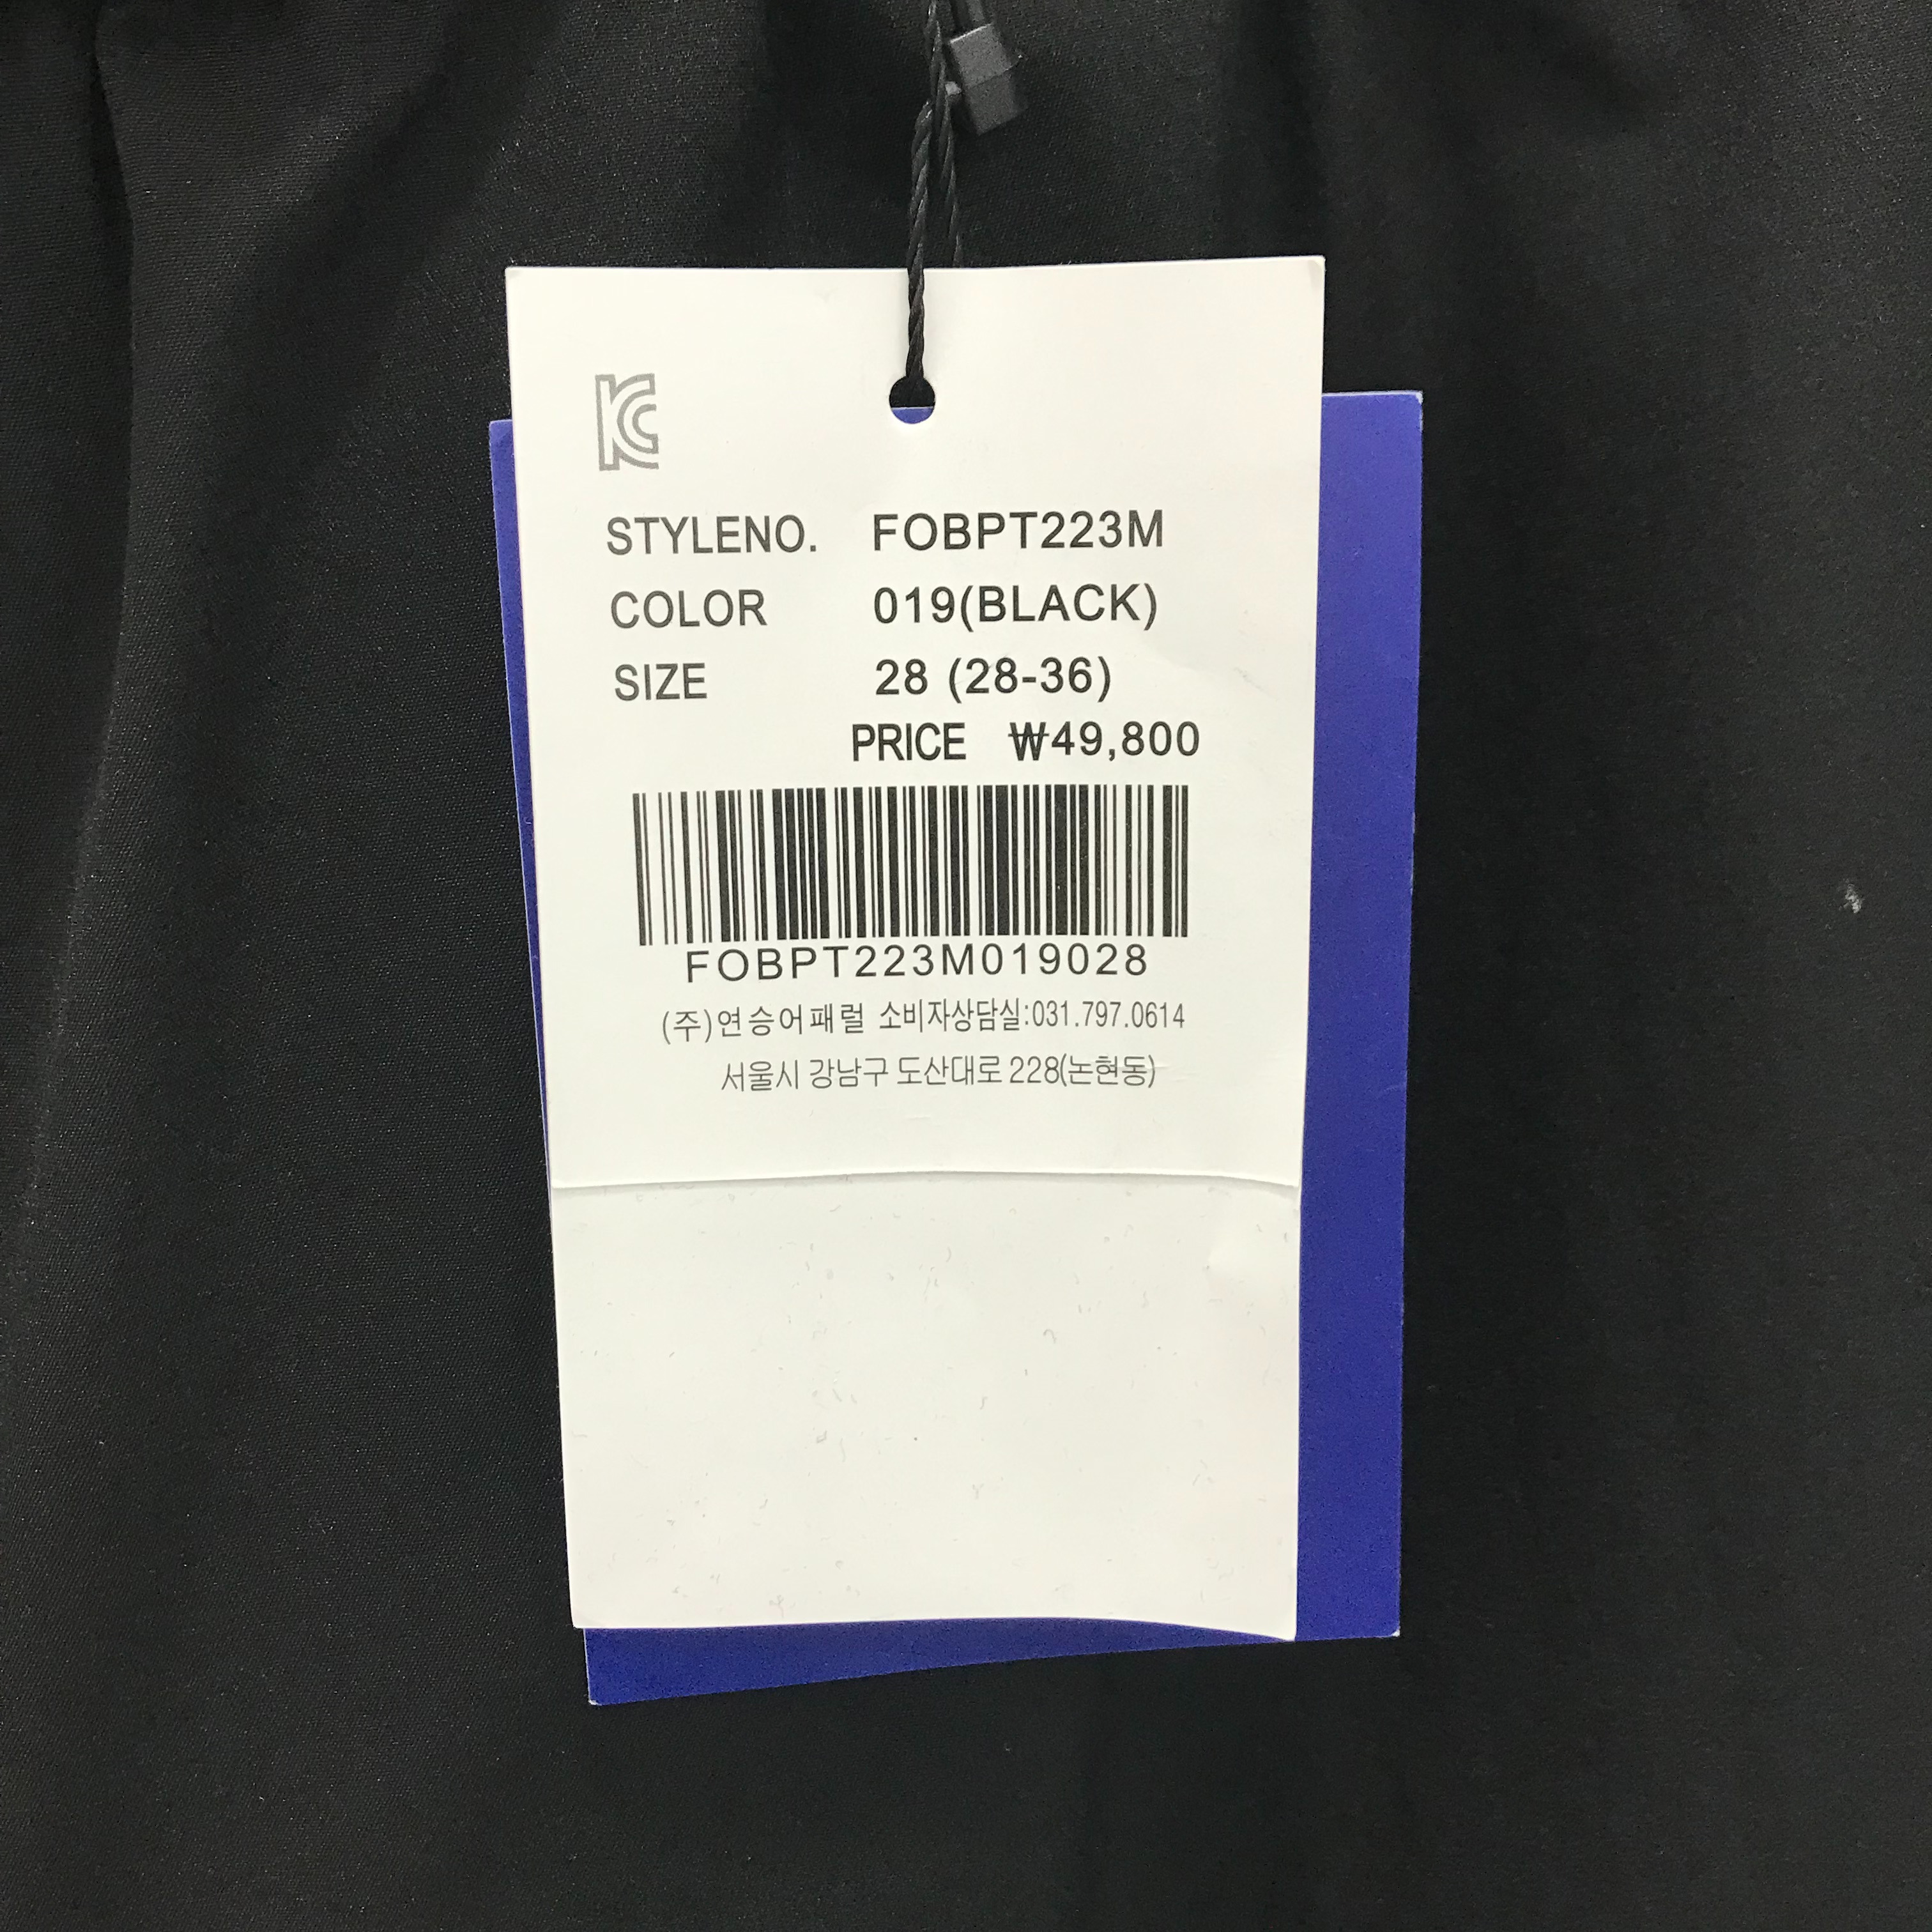 KC
STYLENO. FOBPT223M
COLOR 019(BLACK)
SIZE 28 (28-36)
PRICE ₩49,800
FOBPT223M019028
(주)연승어패럴 소비자상담실:031.797.0614
서울시 강남구 도산대로 228(논현동)